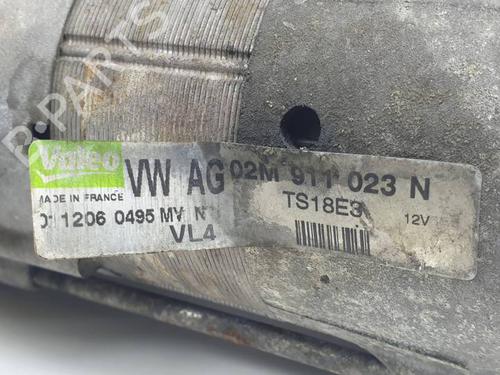 B-PARTS
Valeo
VW AG 02M 911 023 N
MADE IN FRANCE
TS18E3 12V
1206 0495 MV N
VL4